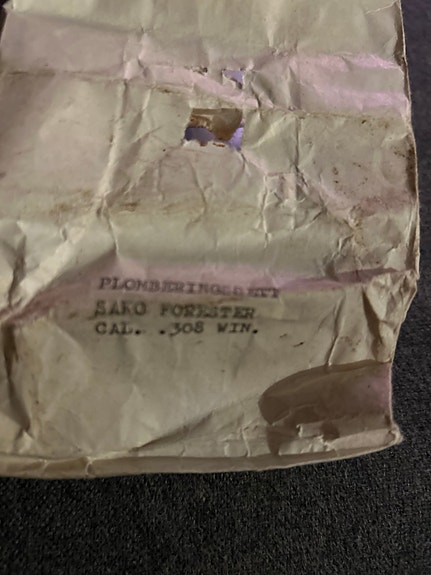 PLOMBERINGSSETT
SAKO FORESTER
CAL. .308 WIN.